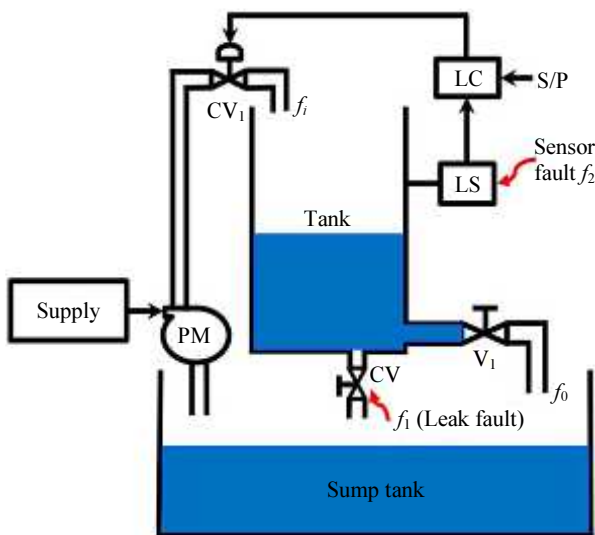 LC
S/P
CV₁
fᵢ
Sensor
fault f₂
LS
Tank
Supply
PM
V₁
CV
f₀
f₁ (Leak fault)
Sump tank